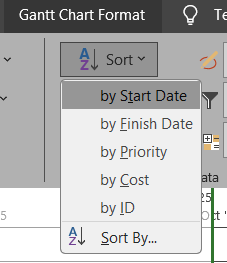 Gantt Chart Format
Sort
by Start Date
by Finish Date
by Priority
by Cost
by ID
Sort By...